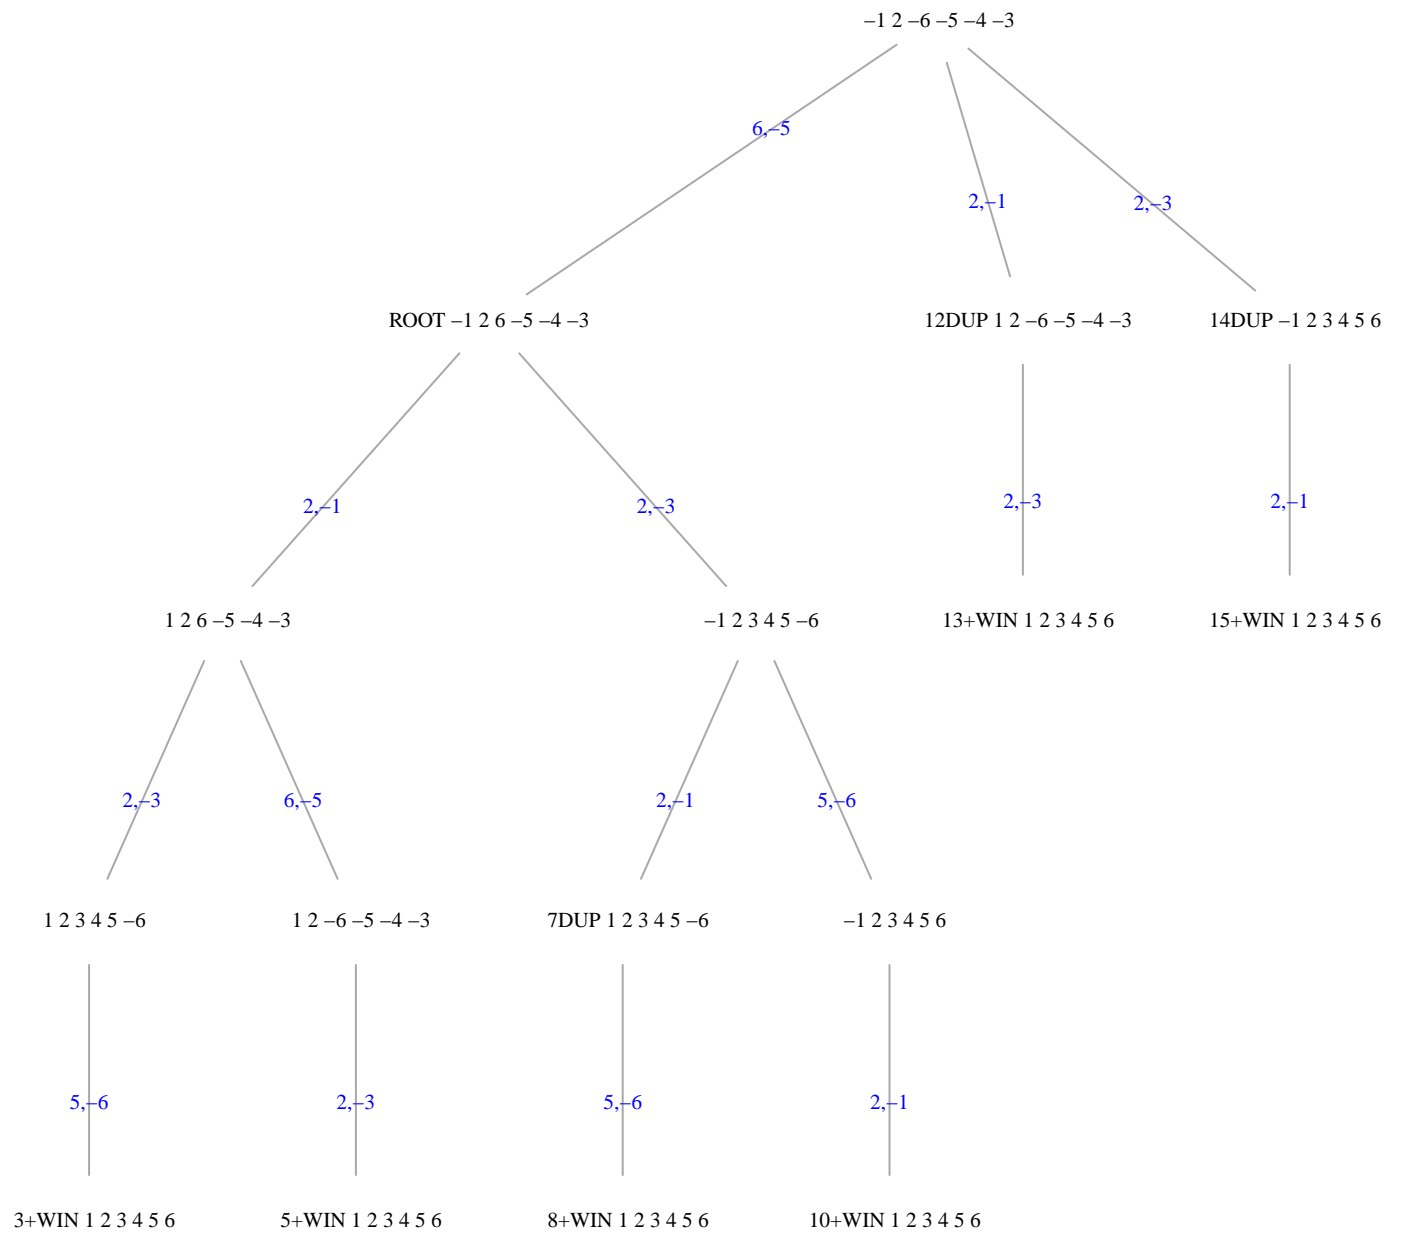 −1 2 −6 −5 −4 −3
6,−5
2,−1
2,−3
ROOT −1 2 6 −5 −4 −3
12DUP 1 2 −6 −5 −4 −3
14DUP −1 2 3 4 5 6
2,−1
2,−3
2,−3
2,−1
1 2 6 −5 −4 −3
−1 2 3 4 5 −6
13+WIN 1 2 3 4 5 6
15+WIN 1 2 3 4 5 6
2,−3
6,−5
2,−1
5,−6
1 2 3 4 5 −6
1 2 −6 −5 −4 −3
7DUP 1 2 3 4 5 −6
−1 2 3 4 5 6
5,−6
2,−3
5,−6
2,−1
3+WIN 1 2 3 4 5 6
5+WIN 1 2 3 4 5 6
8+WIN 1 2 3 4 5 6
10+WIN 1 2 3 4 5 6